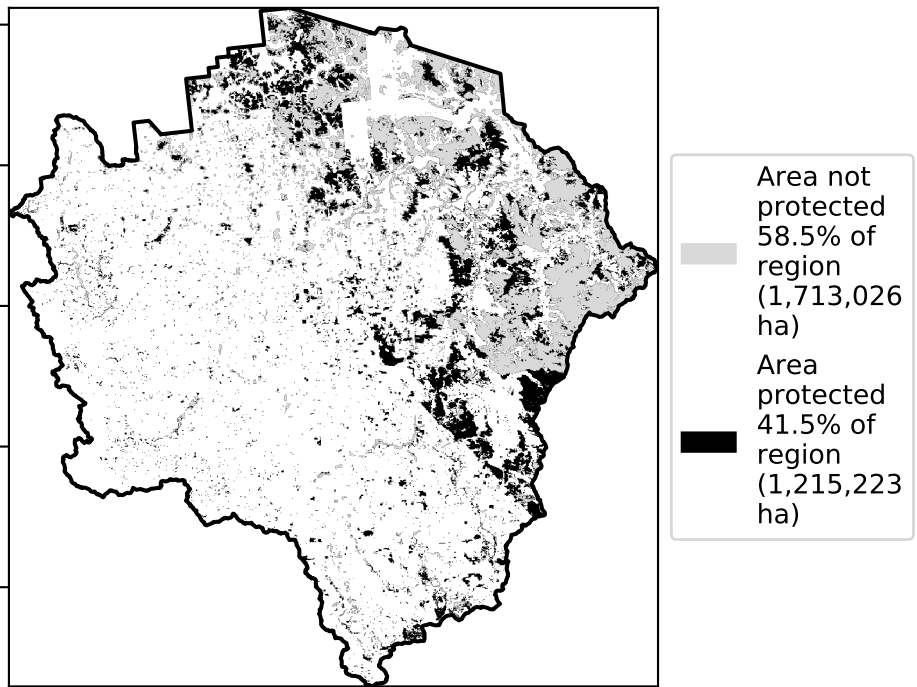 Area not
protected
58.5% of
region
(1,713,026
ha)
Area
protected
41.5% of
region
(1,215,223
ha)